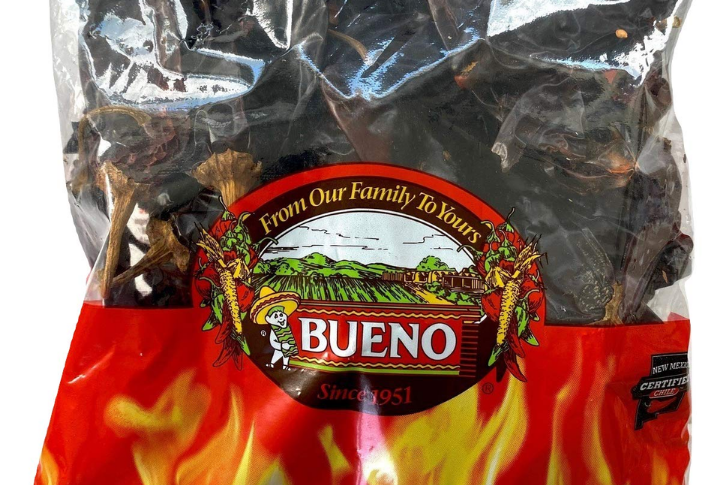 From Our Family To Yours
BUENO
®
Since 1951
®
NEW MEXICO
CERTIFIED
CHILE